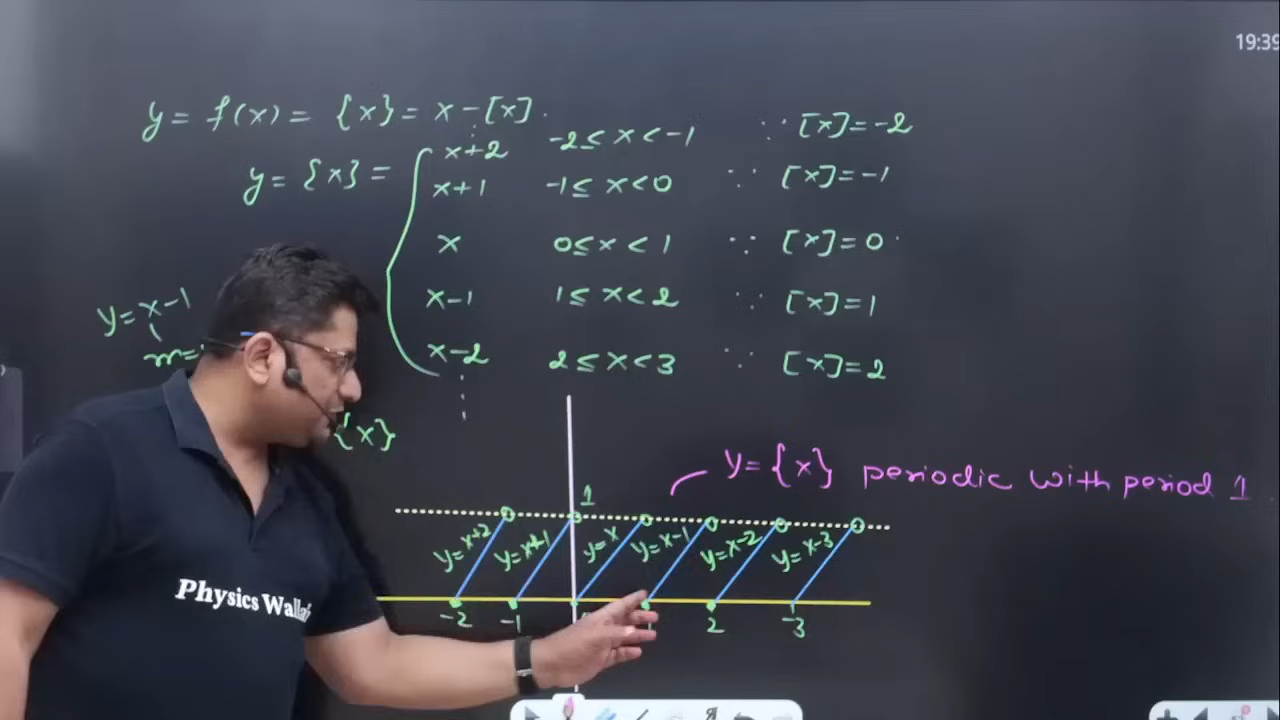 19:39
y = f(x) = {x} = x - [x].
x+2 -2 ≤ x < -1 ∵ [x] = -2
y = {x} = x+1 -1 ≤ x < 0 ∵ [x] = -1
x 0 ≤ x < 1 ∵ [x] = 0
x-1 1 ≤ x < 2 ∵ [x] = 1
y = x-1
m =
x-2 2 ≤ x < 3 ∵ [x] = 2
{x}
y = {x} periodic with period 1
1
y=x+2 y=x+1 y=x y=x-1 y=x-2 y=x-3
-2 -1 1 2 3
Physics Walla